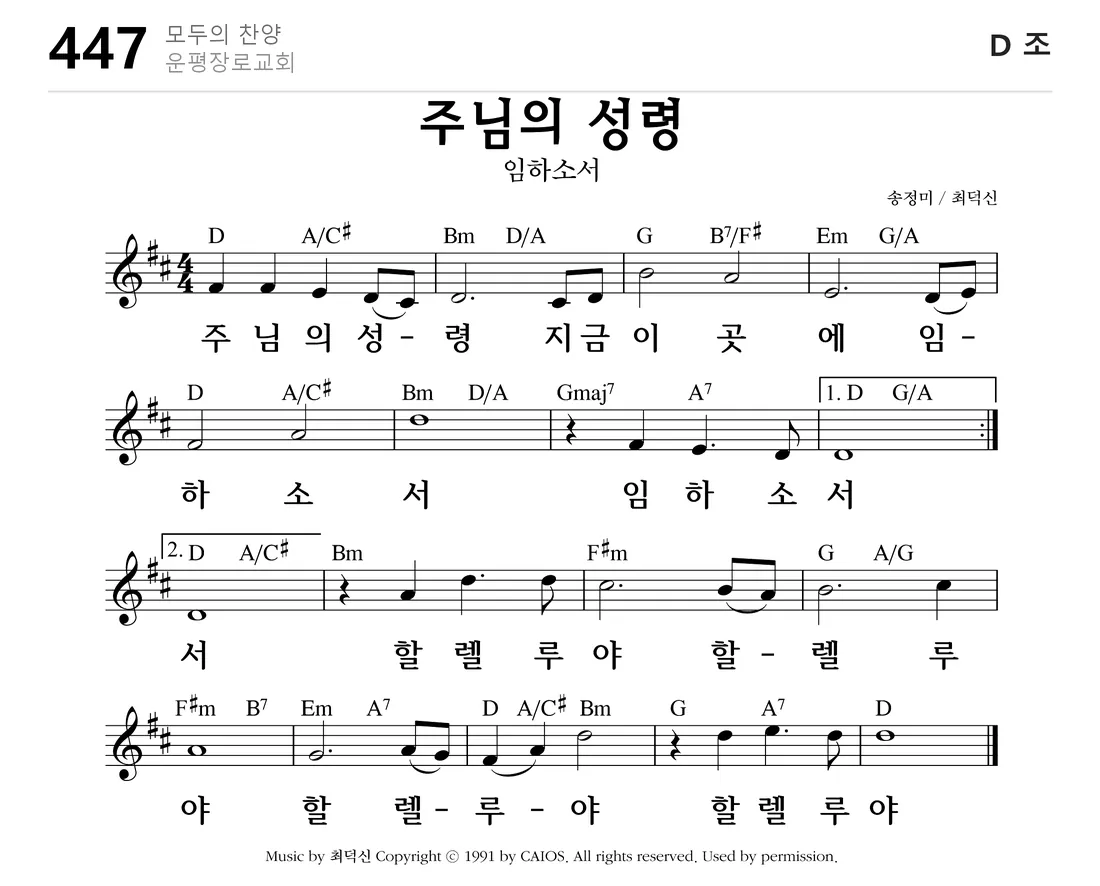 447 모두의 찬양
운평장로교회
D 조
주님의 성령
임하소서
송정미 / 최덕신
D A/C♯ Bm D/A G B7/F♯ Em G/A
4/4
주 님 의 성 - 령 지 금 이 곳 에 임 -
D A/C♯ Bm D/A Gmaj7 A7 1. D G/A
하 소 서 임 하 소 서
2. D A/C♯ Bm F♯m G A/G
서 할 렐 루 야 할 - 렐 루
F♯m B7 Em A7 D A/C♯ Bm G A7 D
야 할 렐 - 루 - 야 할 렐 루 야
Music by 최덕신 Copyright ⓒ 1991 by CAIOS. All rights reserved. Used by permission.